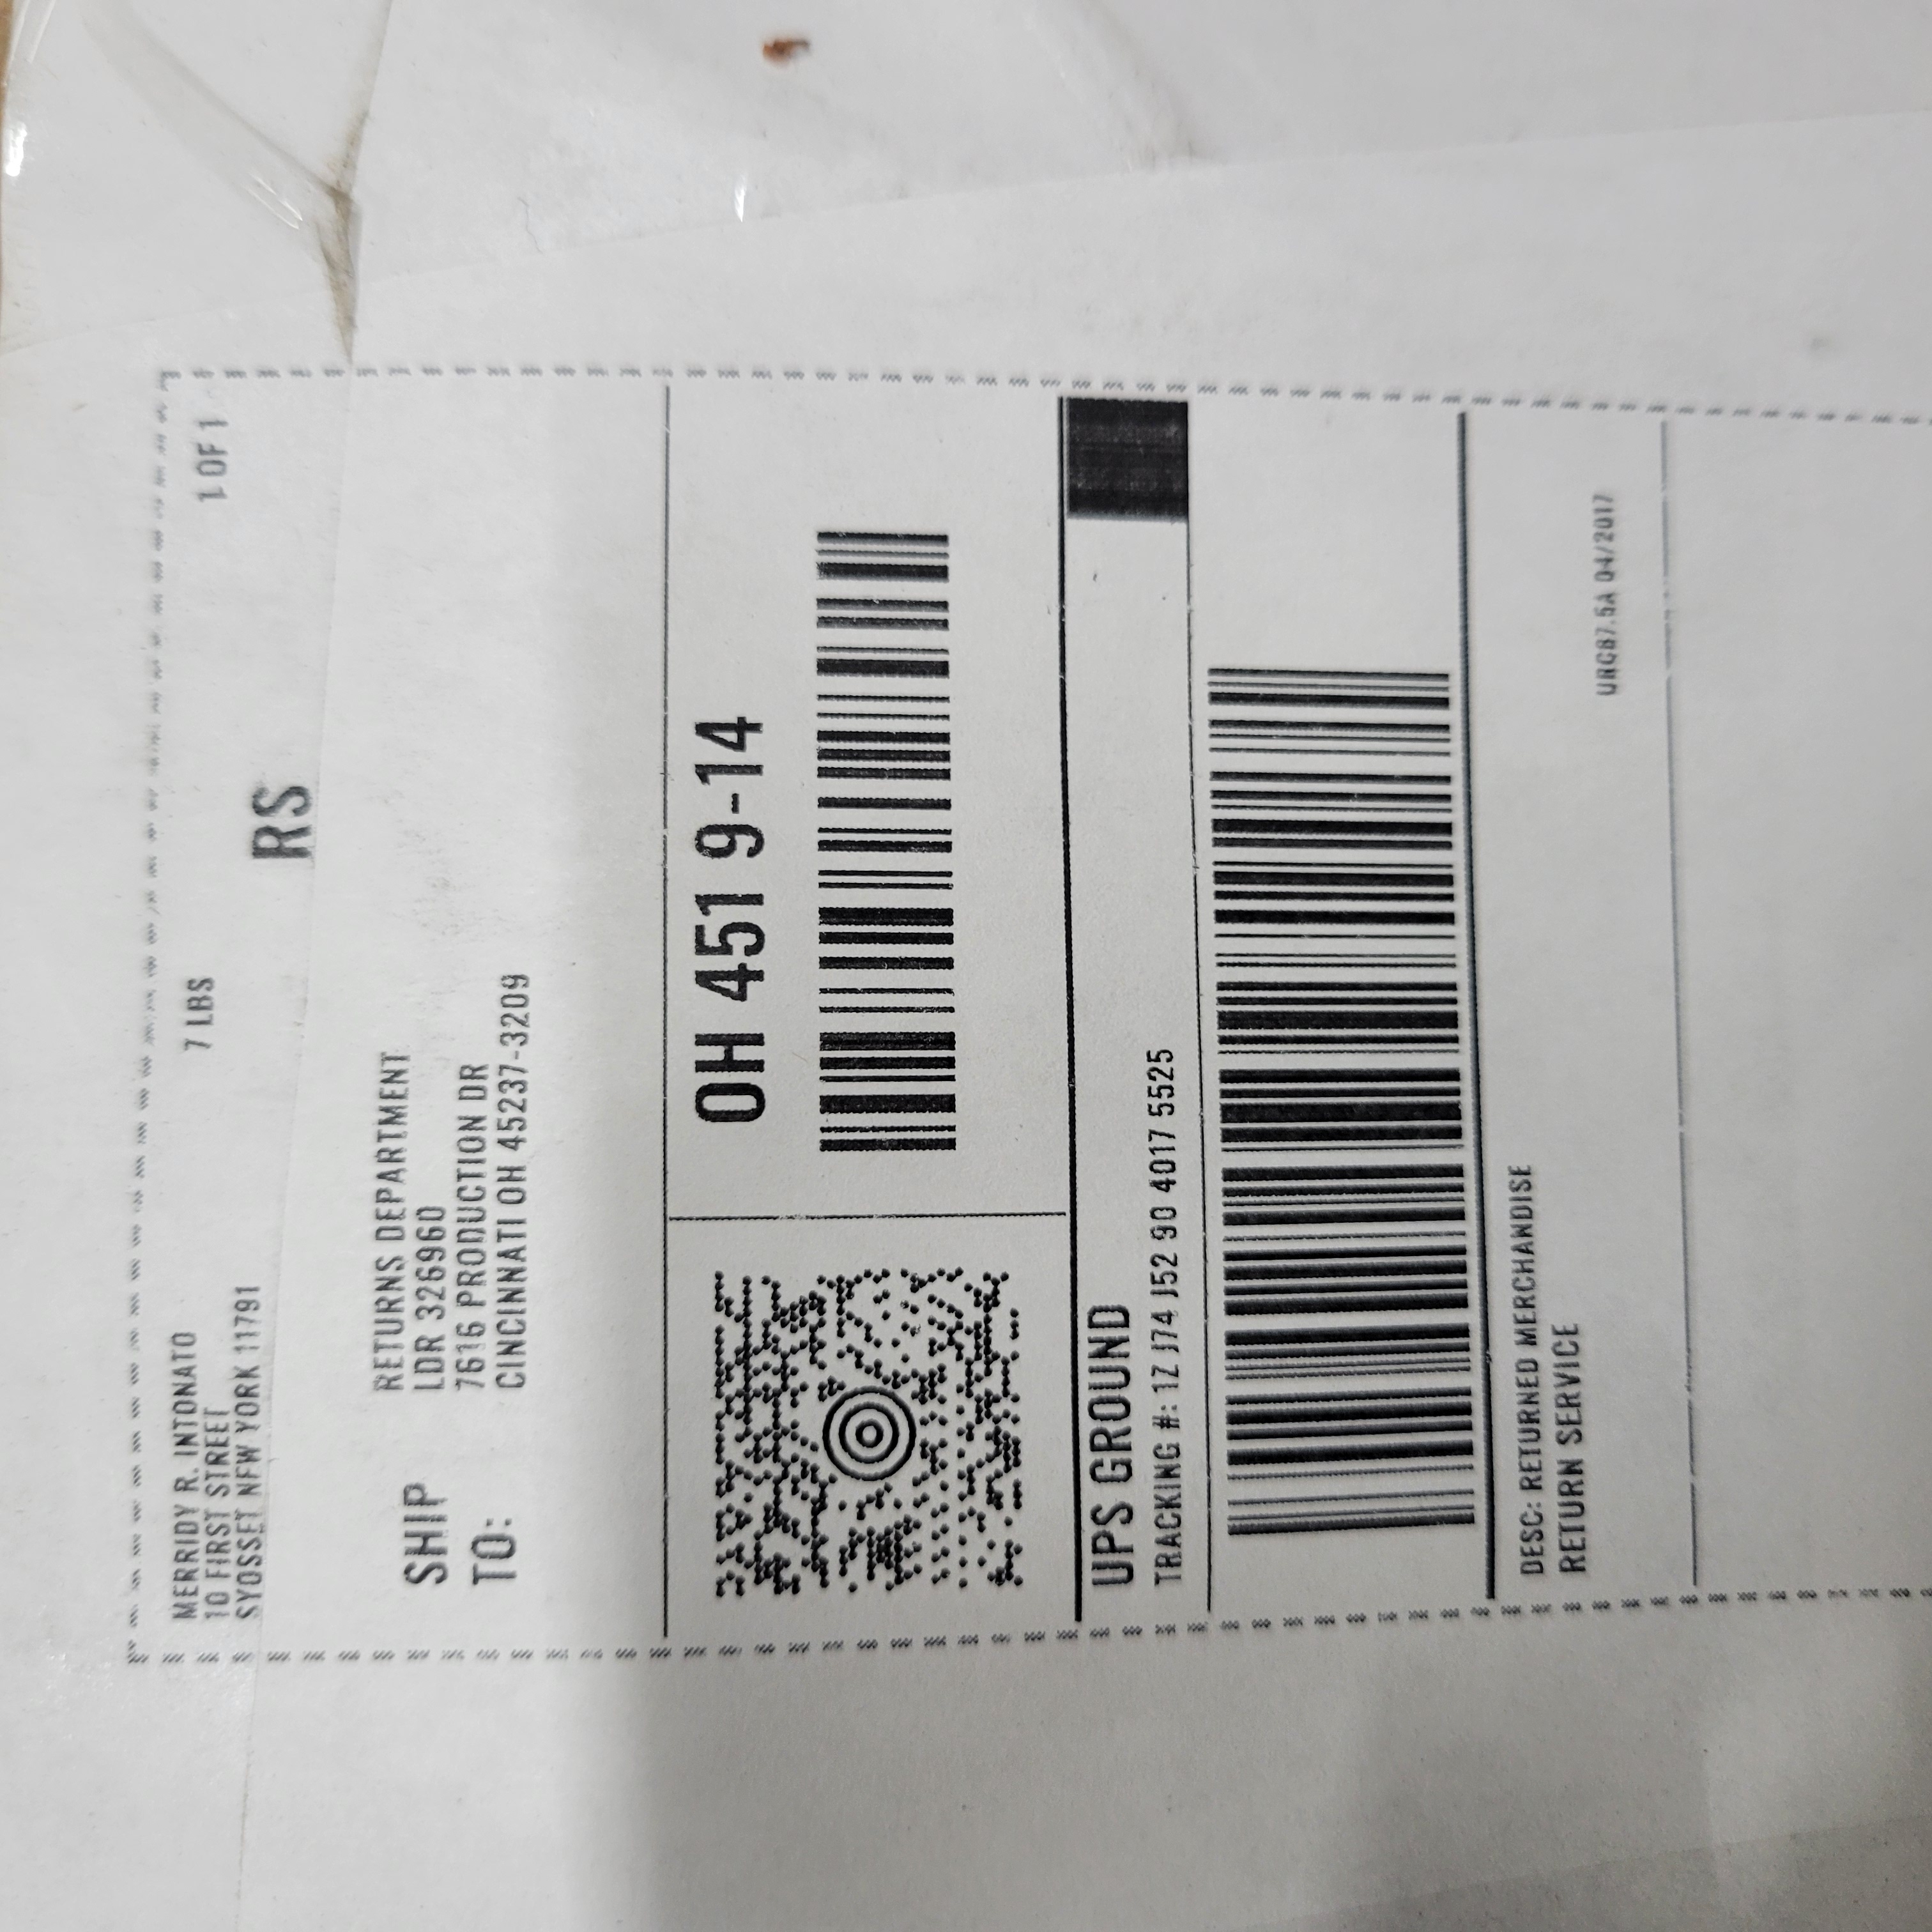 MERRIDY R. INTONATO
10 FIRST STREET
SYOSSET NEW YORK 11791
7 LBS
1 OF 1
RS
SHIP
TO:
RETURNS DEPARTMENT
LDR 326960
7616 PRODUCTION DR
CINCINNATI OH 45237-3209
OH 451 9-14
UPS GROUND
TRACKING #: 1Z J74 J52 90 4017 5525
DESC: RETURNED MERCHANDISE
RETURN SERVICE
URC87.5A 04/2017